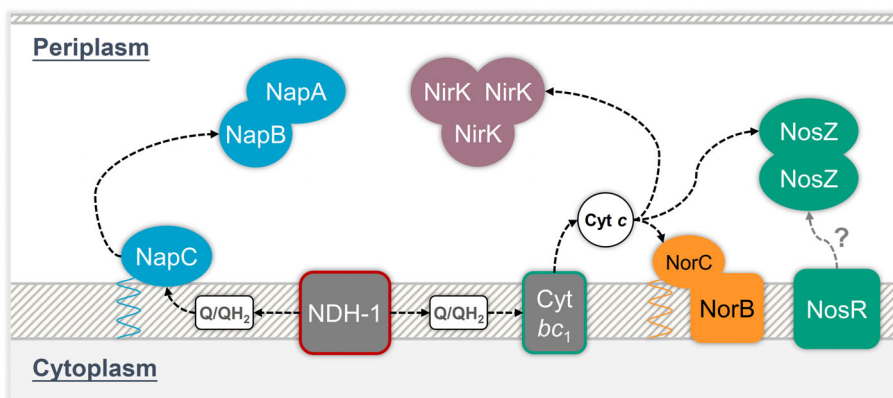 Periplasm
NapA
NapB
NirK NirK
NirK
NosZ
NosZ
Cyt c
?
NapC
NorC
Q/QH₂
NDH-1
Q/QH₂
Cyt
bc₁
NorB
NosR
Cytoplasm